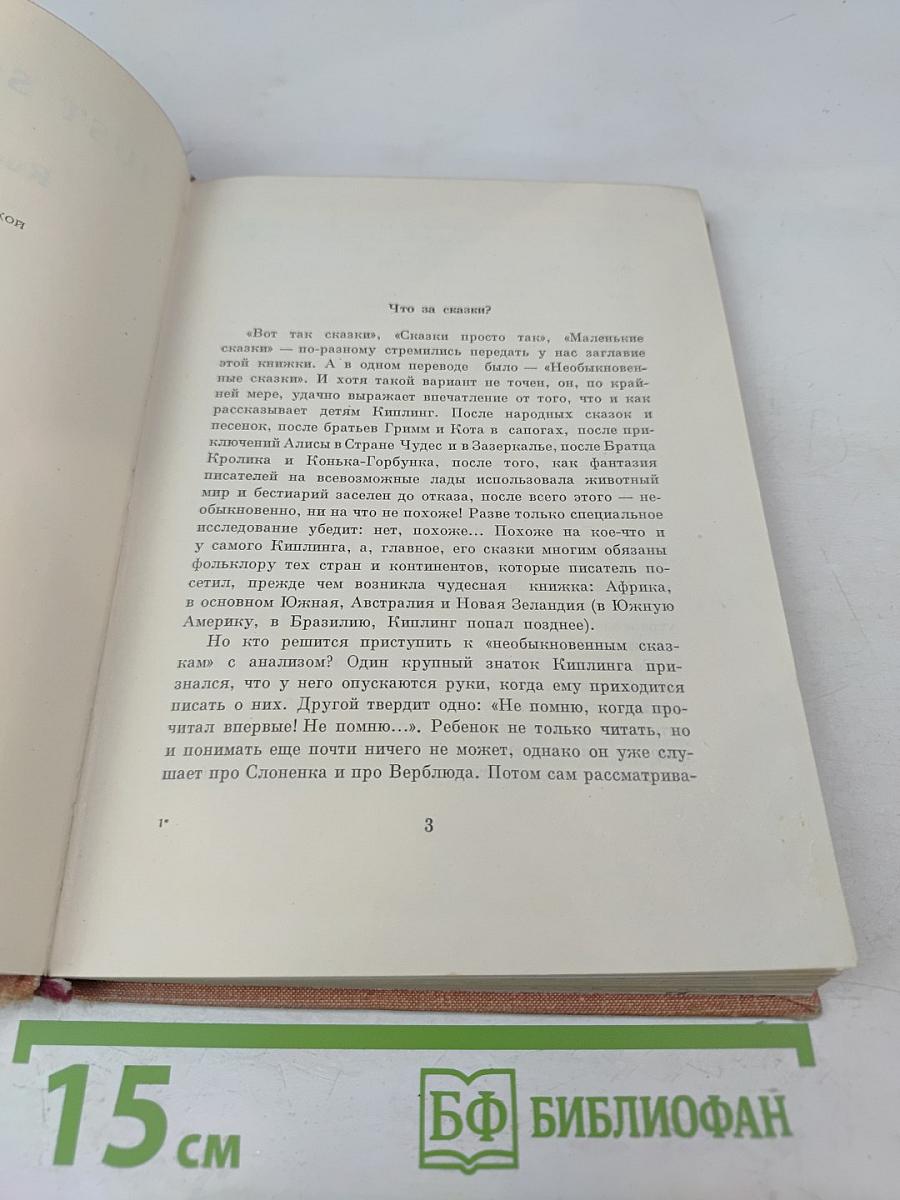 кой
Что за сказки?
«Вот так сказки», «Сказки просто так», «Маленькие
сказки» — по-разному стремились передать у нас заглавие
этой книжки. А в одном переводе было — «Необыкновен-
ные сказки». И хотя такой вариант не точен, он, по край-
ней мере, удачно выражает впечатление от того, что и как
рассказывает детям Киплинг. После народных сказок и
песенок, после братьев Гримм и Кота в сапогах, после при-
ключений Алисы в Стране Чудес и в Зазеркалье, после Братца
Кролика и Конька-Горбунка, после того, как фантазия
писателей на всевозможные лады использовала животный
мир и бестиарий заселен до отказа, после всего этого — не-
обыкновенно, ни на что не похоже! Разве только специальное
исследование убедит: нет, похоже... Похоже на кое-что и
у самого Киплинга, а, главное, его сказки многим обязаны
фольклору тех стран и континентов, которые писатель по-
сетил, прежде чем возникла чудесная книжка: Африка,
в основном Южная, Австралия и Новая Зеландия (в Южную
Америку, в Бразилию, Киплинг попал позднее).
Но кто решится приступить к «необыкновенным сказ-
кам» с анализом? Один крупный знаток Киплинга при-
знался, что у него опускаются руки, когда ему приходится
писать о них. Другой твердит одно: «Не помню, когда про-
читал впервые! Не помню...». Ребенок не только читать, но
и понимать еще почти ничего не может, однако он уже слу-
шает про Слоненка и про Верблюда. Потом сам рассматрива-
1*
3
15 см
БФ БИБЛИОФАН